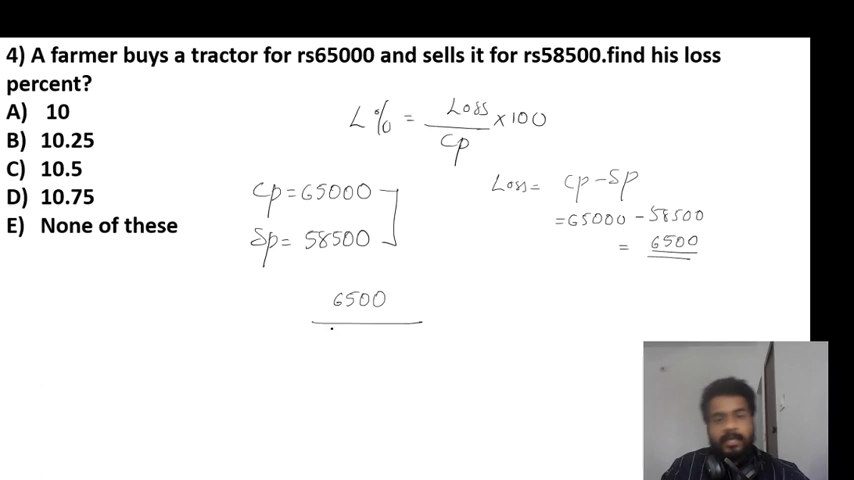 4) A farmer buys a tractor for rs65000 and sells it for rs58500.find his loss
percent?
A) 10
B) 10.25
C) 10.5
D) 10.75
E) None of these
L% = Loss / CP × 100
CP = 65000
SP = 58500
Loss = CP - SP
= 65000 - 58500
= 6500
6500